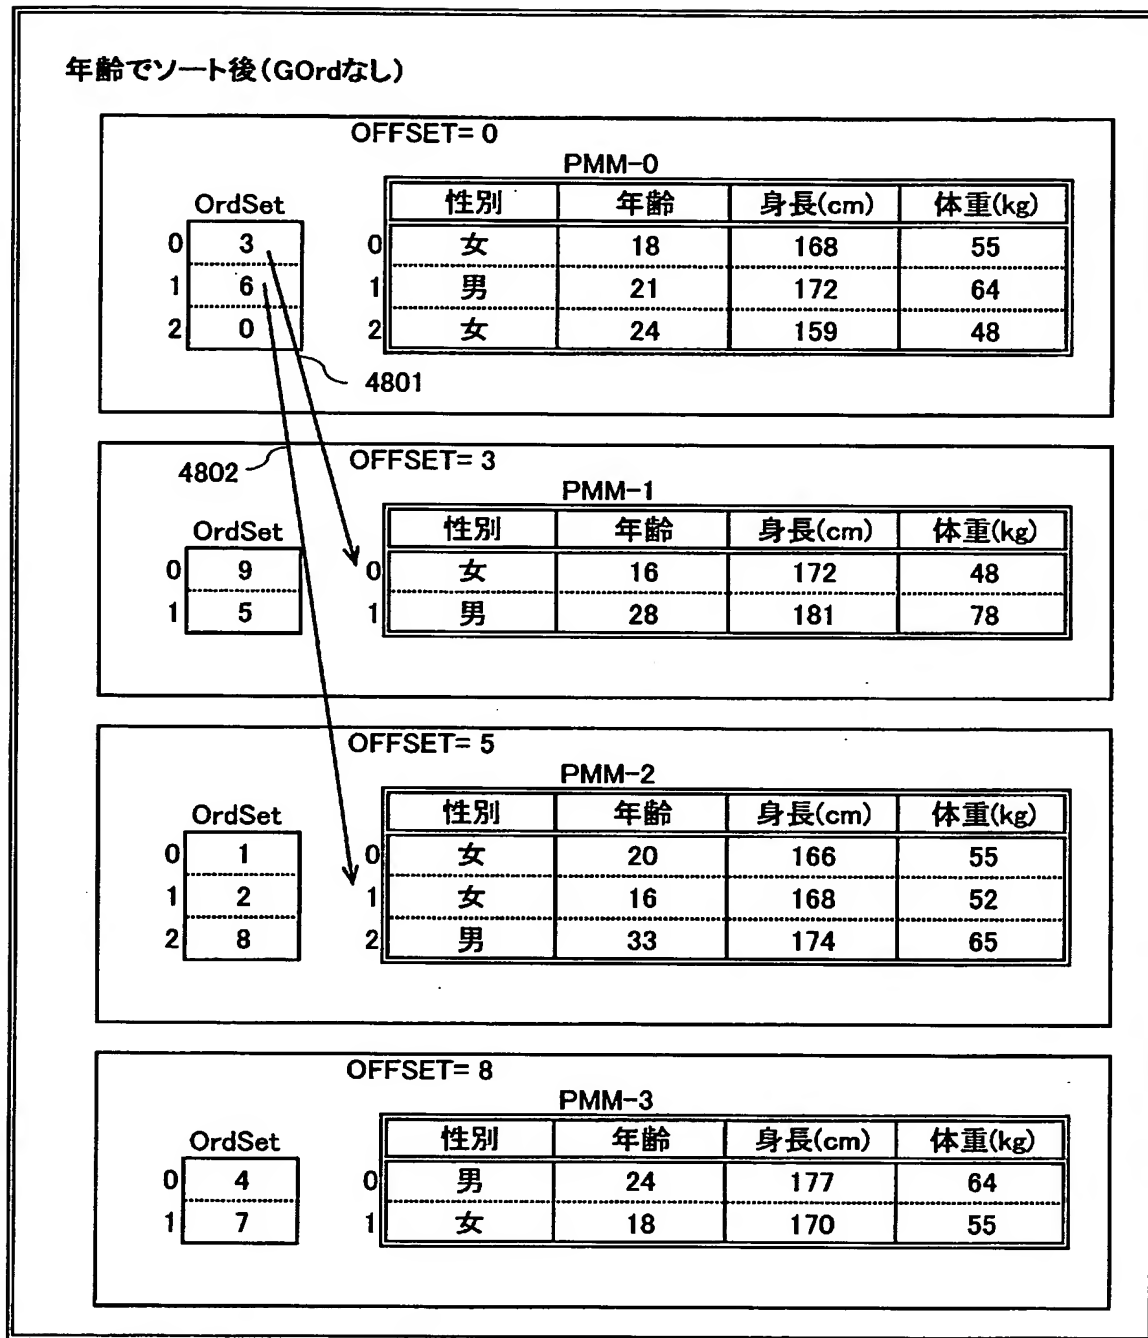 年齢でソート後(GOrdなし)
OFFSET= 0
PMM-0
OrdSet 性別 年齢 身長(cm) 体重(kg)
0 3 0 女 18 168 55
1 6 1 男 21 172 64
2 0 2 女 24 159 48
4801
4802
OFFSET= 3
PMM-1
OrdSet 性別 年齢 身長(cm) 体重(kg)
0 9 0 女 16 172 48
1 5 1 男 28 181 78
OFFSET= 5
PMM-2
OrdSet 性別 年齢 身長(cm) 体重(kg)
0 1 0 女 20 166 55
1 2 1 女 16 168 52
2 8 2 男 33 174 65
OFFSET= 8
PMM-3
OrdSet 性別 年齢 身長(cm) 体重(kg)
0 4 0 男 24 177 64
1 7 1 女 18 170 55